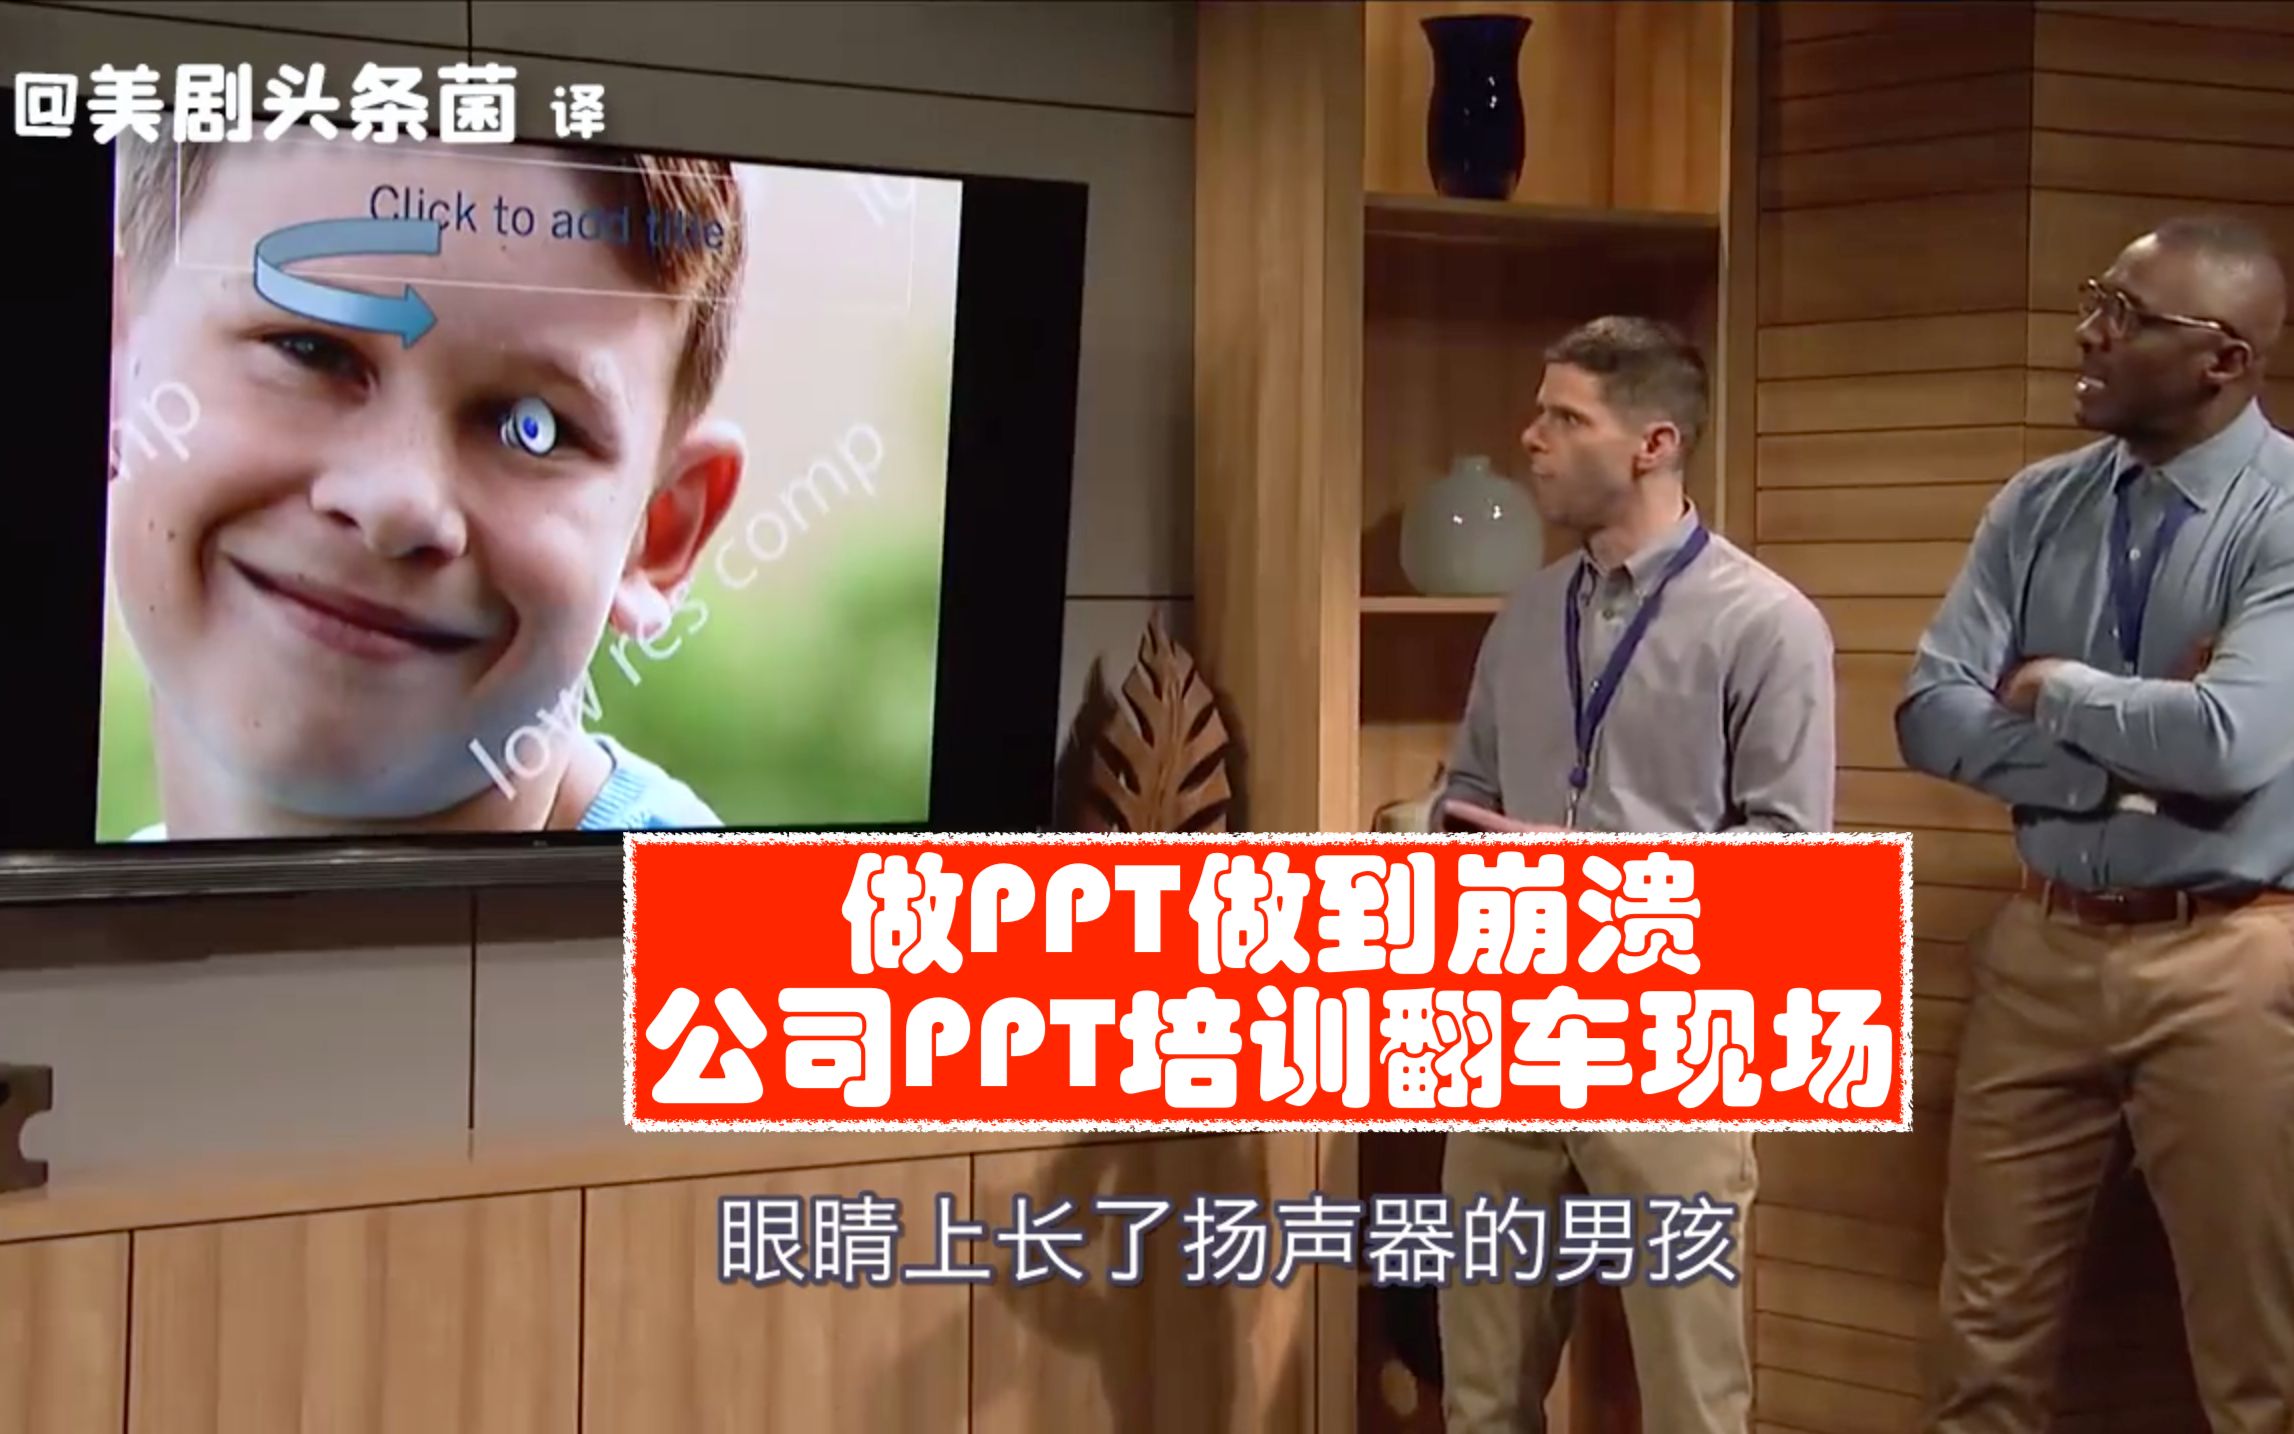 @美剧头条菌 译
Click to add title
low res comp
做PPT做到崩溃
公司PPT培训翻车现场
眼睛上长了扬声器的男孩